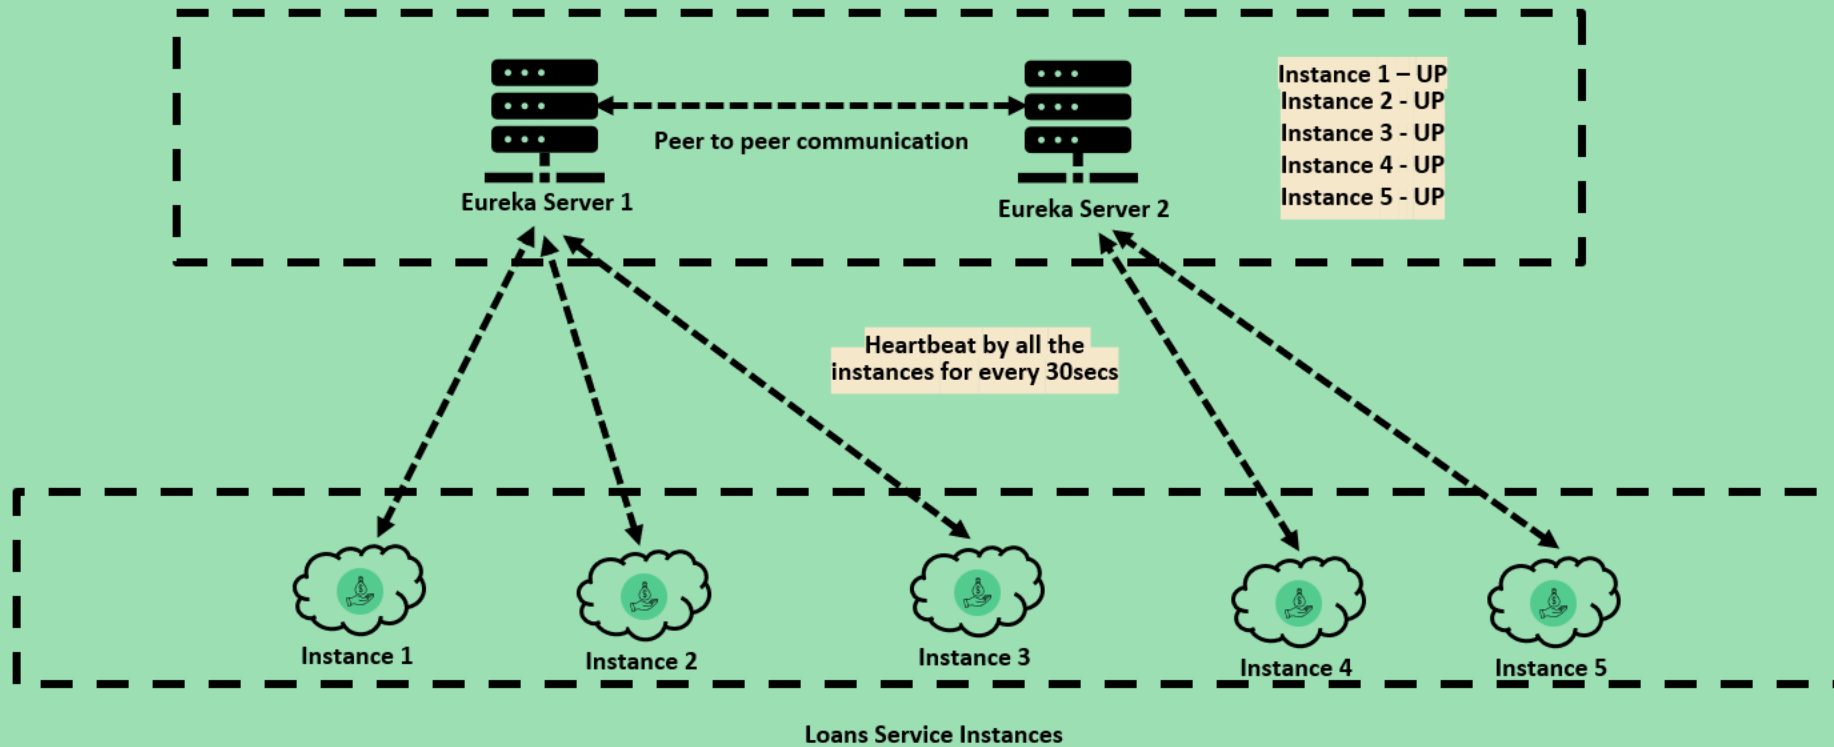 Peer to peer communication
Eureka Server 1
Eureka Server 2
Instance 1 – UP
Instance 2 - UP
Instance 3 - UP
Instance 4 - UP
Instance 5 - UP
Heartbeat by all the
instances for every 30secs
Instance 1
Instance 2
Instance 3
Instance 4
Instance 5
Loans Service Instances